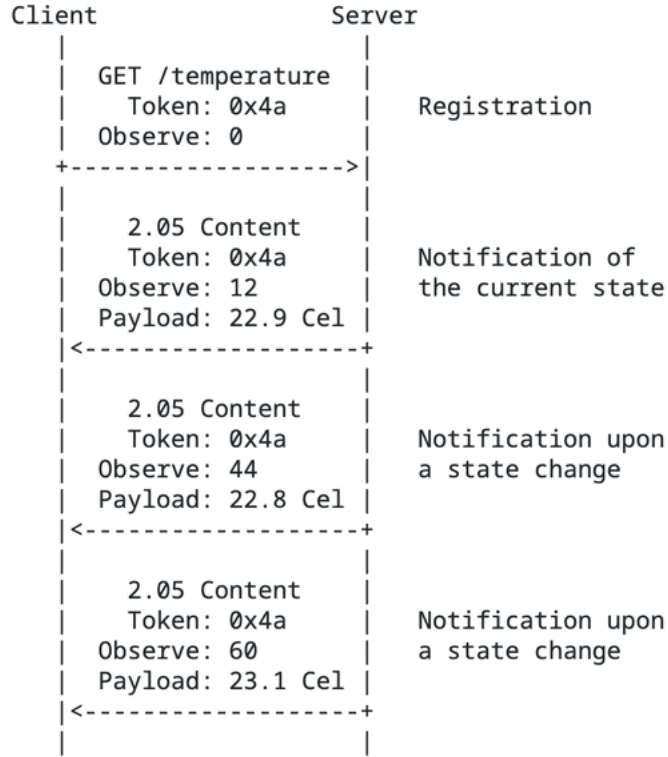 Client Server
GET /temperature
Token: 0x4a Registration
Observe: 0
+------------------->|
2.05 Content
Token: 0x4a Notification of
Observe: 12 the current state
Payload: 22.9 Cel
|<--------------------+
2.05 Content
Token: 0x4a Notification upon
Observe: 44 a state change
Payload: 22.8 Cel
|<--------------------+
2.05 Content
Token: 0x4a Notification upon
Observe: 60 a state change
Payload: 23.1 Cel
|<--------------------+